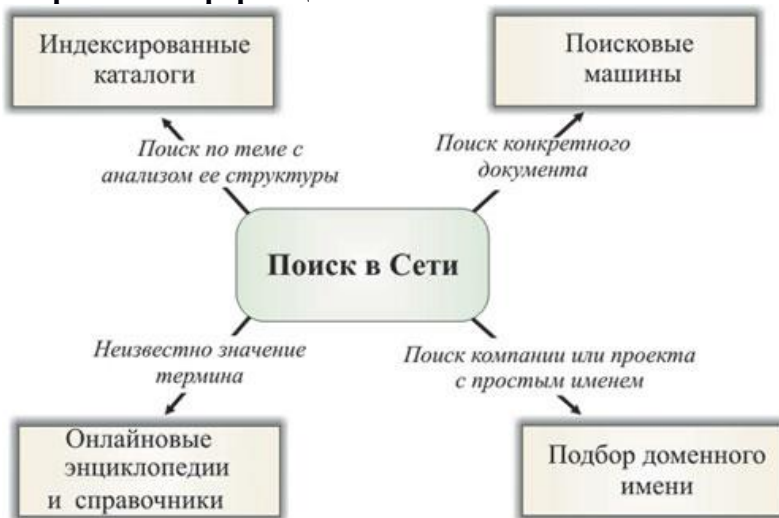 Индексированные
каталоги
Поисковые
машины
Поиск по теме с
анализом ее структуры
Поиск конкретного
документа
Поиск в Сети
Неизвестно значение
термина
Поиск компании или проекта
с простым именем
Онлайновые
энциклопедии
и справочники
Подбор доменного
имени